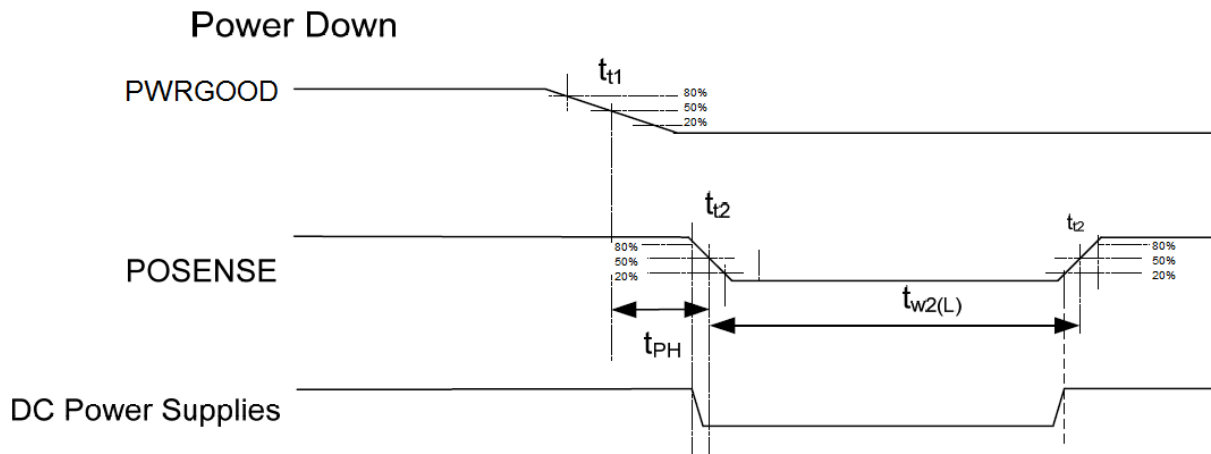 Power Down
PWRGOOD
tt1
80%
50%
20%
POSENSE
80%
50%
20%
tt2
tt2
80%
50%
20%
tPH
tw2(L)
DC Power Supplies